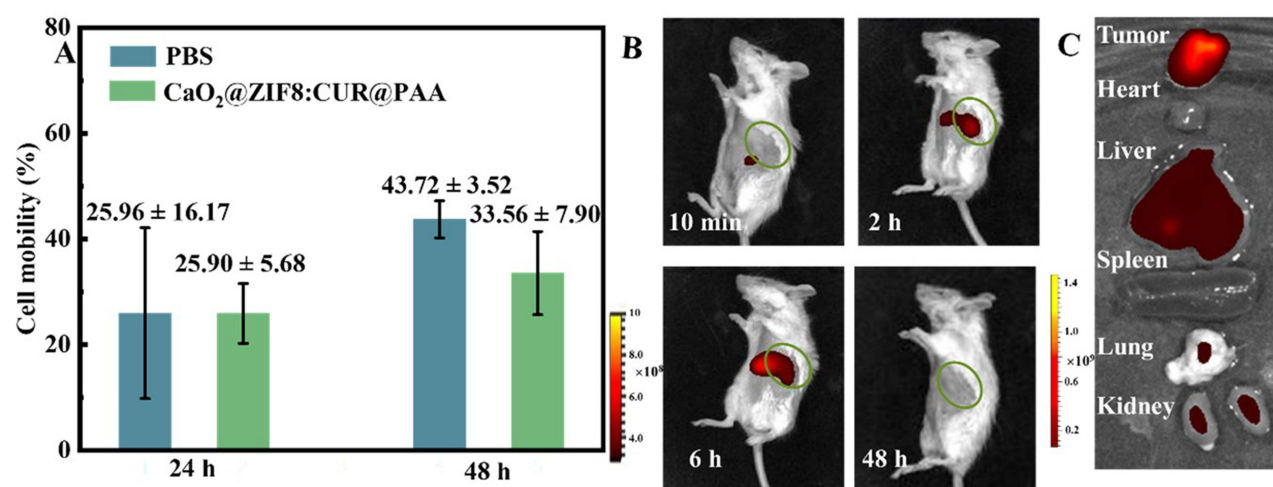 A
80
60
40
20
0
Cell mobility (%)
PBS
CaO₂@ZIF8:CUR@PAA
25.96 ± 16.17
25.90 ± 5.68
43.72 ± 3.52
33.56 ± 7.90
24 h
48 h
10
8.0
×10⁸
6.0
4.0
B
10 min
2 h
6 h
48 h
1.4
1.0
×10⁹
0.6
0.2
C
Tumor
Heart
Liver
Spleen
Lung
Kidney